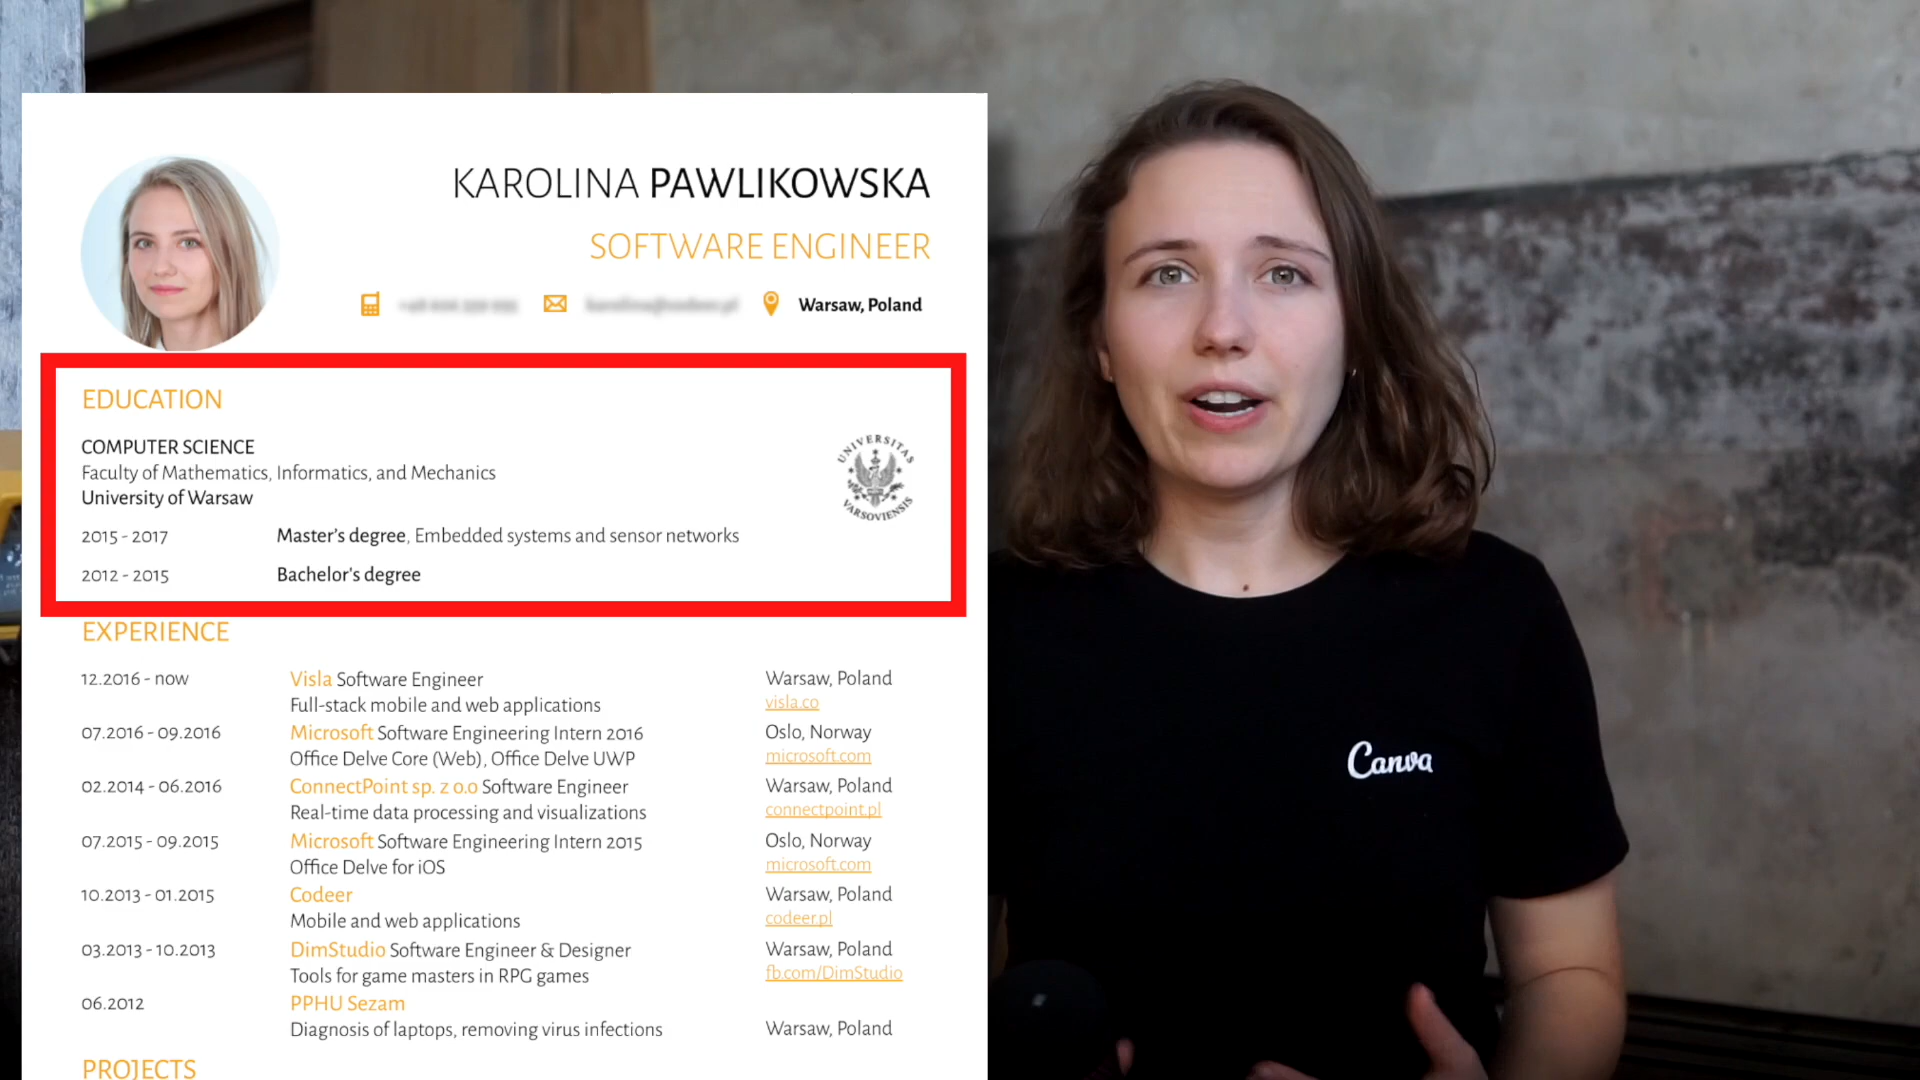 KAROLINA PAWLIKOWSKA
SOFTWARE ENGINEER
Warsaw, Poland
EDUCATION
COMPUTER SCIENCE
Faculty of Mathematics, Informatics, and Mechanics
University of Warsaw
UNIVERSITAS
VARSOVIENSIS
2015 - 2017 Master's degree, Embedded systems and sensor networks
2012 - 2015 Bachelor's degree
EXPERIENCE
12.2016 - now Visla Software Engineer Warsaw, Poland
Full-stack mobile and web applications visla.co
07.2016 - 09.2016 Microsoft Software Engineering Intern 2016 Oslo, Norway
Office Delve Core (Web), Office Delve UWP microsoft.com
02.2014 - 06.2016 ConnectPoint sp. z o.o Software Engineer Warsaw, Poland
Real-time data processing and visualizations connectpoint.pl
07.2015 - 09.2015 Microsoft Software Engineering Intern 2915 Oslo, Norway
Office Delve for iOS microsoft.com
10.2013 - 01.2015 Codeer Warsaw, Poland
Mobile and web applications codeer.pl
03.2013 - 10.2013 DimStudio Software Engineer & Designer Warsaw, Poland
Tools for game masters in RPG games fb.com/DimStudio
06.2012 PPHU Sezam
Diagnosis of laptops, removing virus infections Warsaw, Poland
PROJECTS
Canva